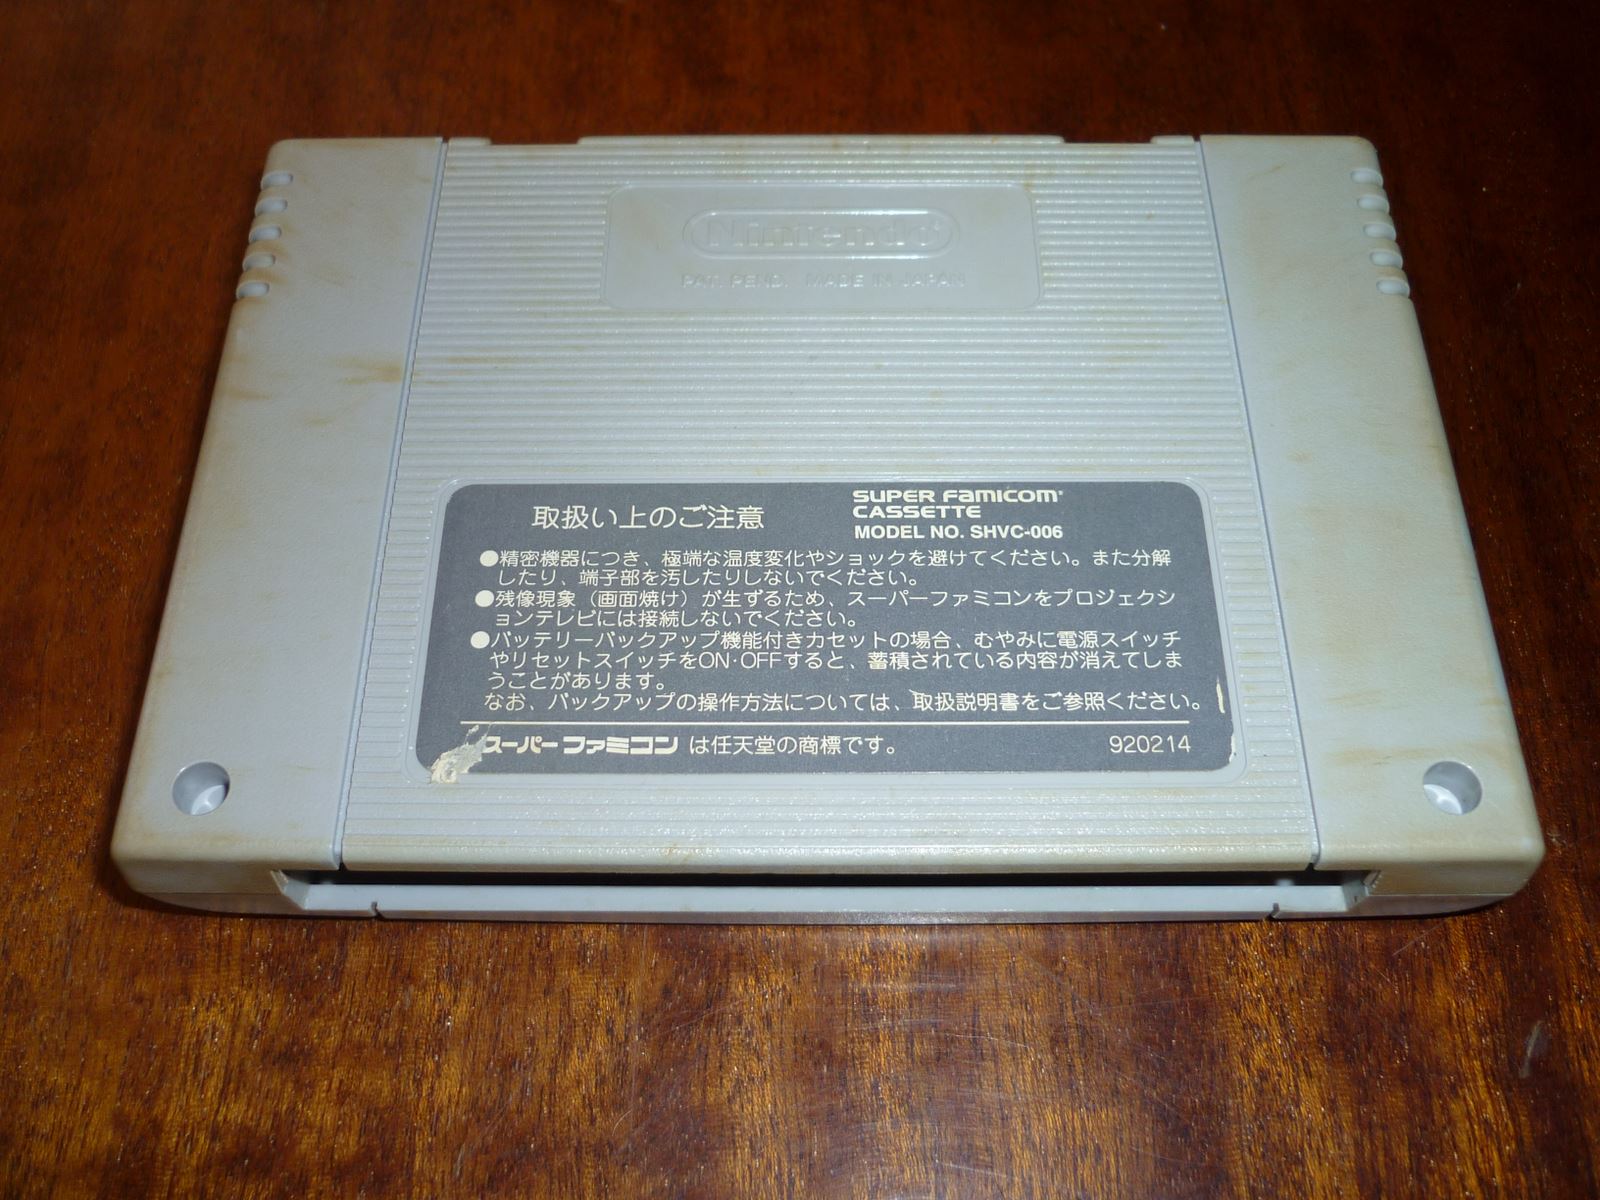 Nintendo®
PAT. PEND. MADE IN JAPAN
取扱い上のご注意
SUPER FAMICOM®
CASSETTE
MODEL NO. SHVC-006
●精密機器につき、極端な温度変化やショックを避けてください。また分解
したり、端子部を汚したりしないでください。
●残像現象（画面焼け）が生ずるため、スーパーファミコンをプロジェクシ
ョンテレビには接続しないでください。
●バッテリーバックアップ機能付きカセットの場合、むやみに電源スイッチ
やリセットスイッチをON・OFFすると、蓄積されている内容が消えてしま
うことがあります。
なお、バックアップの操作方法については、取扱説明書をご参照ください。
スーパーファミコン は任天堂の商標です。
920214